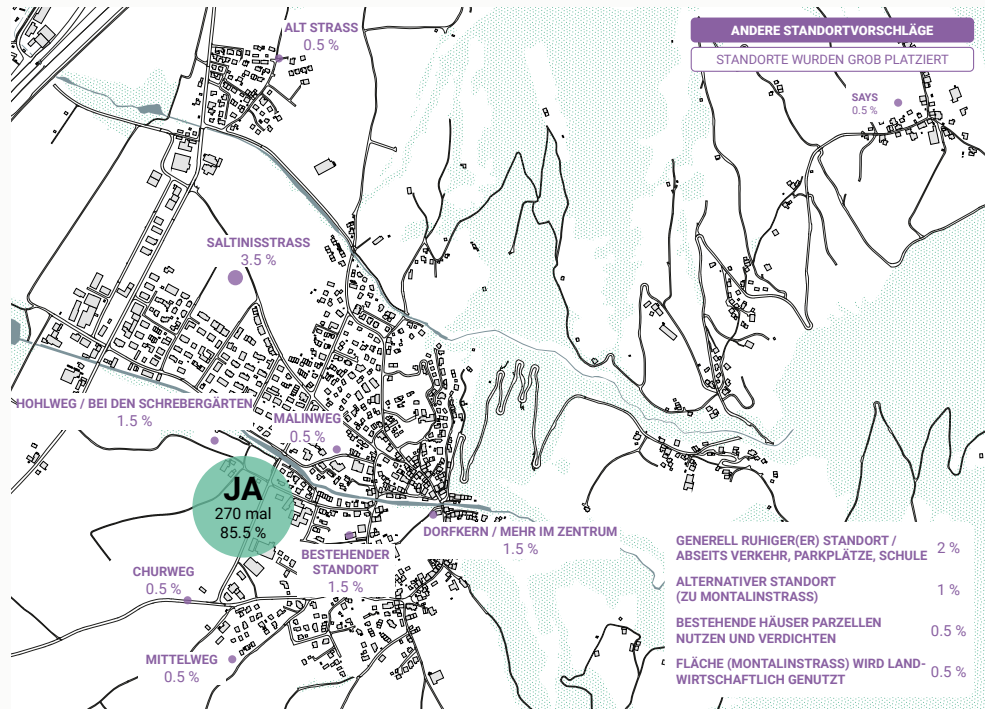 ALT STRASS
0.5 %
ANDERE STANDORTVORSCHLÄGE
STANDORTE WURDEN GROB PLATZIERT
SAYS
0.5 %
SALTINISSTRASS
3.5 %
HOHLWEG / BEI DEN SCHREBERGÄRTEN
1.5 %
MALINWEG
0.5 %
JA
270 mal
85.5 %
DORFKERN / MEHR IM ZENTRUM
1.5 %
BESTEHENDER
STANDORT
1.5 %
CHURWEG
0.5 %
MITTELWEG
0.5 %
GENERELL RUHIGER(ER) STANDORT /
ABSEITS VERKEHR, PARKPLÄTZE, SCHULE 2 %
ALTERNATIVER STANDORT
(ZU MONTALINSTRASS) 1 %
BESTEHENDE HÄUSER PARZELLEN
NUTZEN UND VERDICHTEN 0.5 %
FLÄCHE (MONTALINSTRASS) WIRD LAND-
WIRTSCHAFTLICH GENUTZT 0.5 %